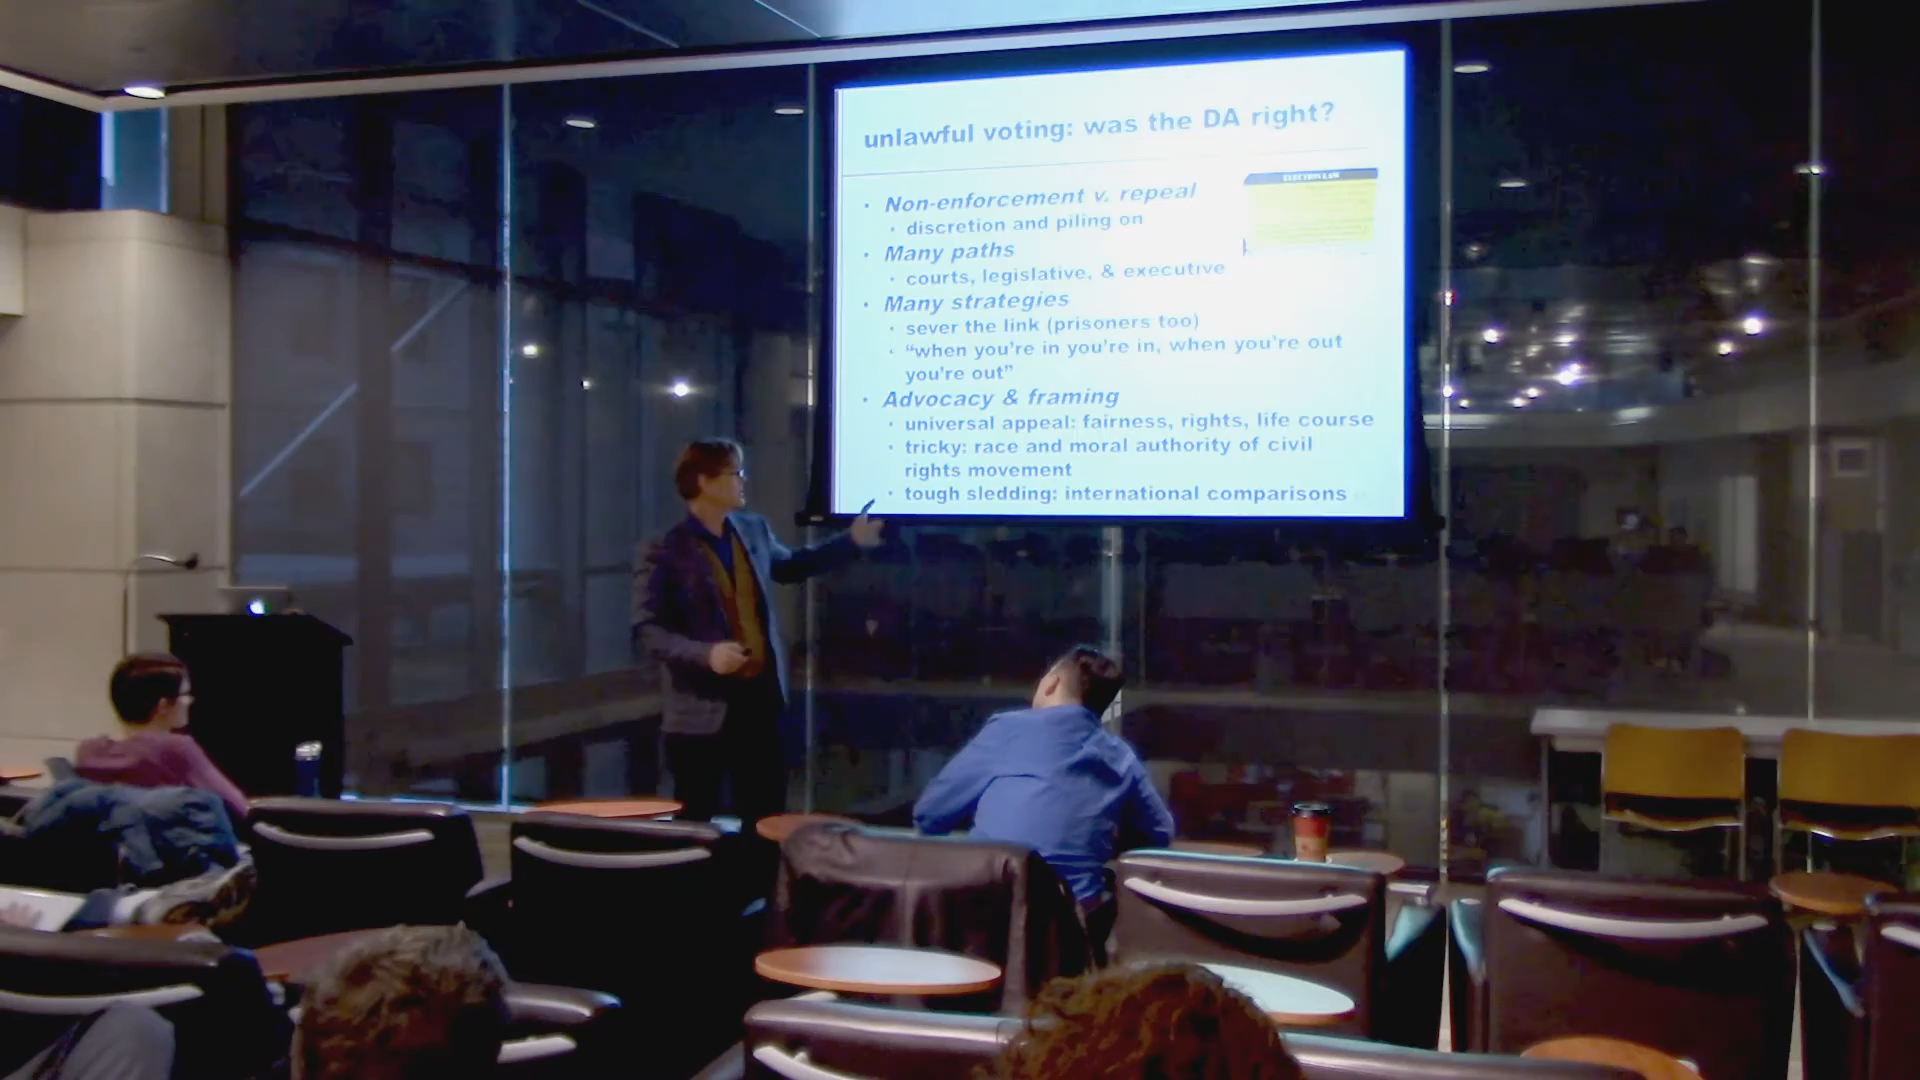 unlawful voting: was the DA right?
ELECTION LAW
• Non-enforcement v. repeal
• discretion and piling on
• Many paths
• courts, legislative, & executive
• Many strategies
• sever the link (prisoners too)
• “when you’re in you’re in, when you’re out
you’re out”
• Advocacy & framing
• universal appeal: fairness, rights, life course
• tricky: race and moral authority of civil
rights movement
• tough sledding: international comparisons